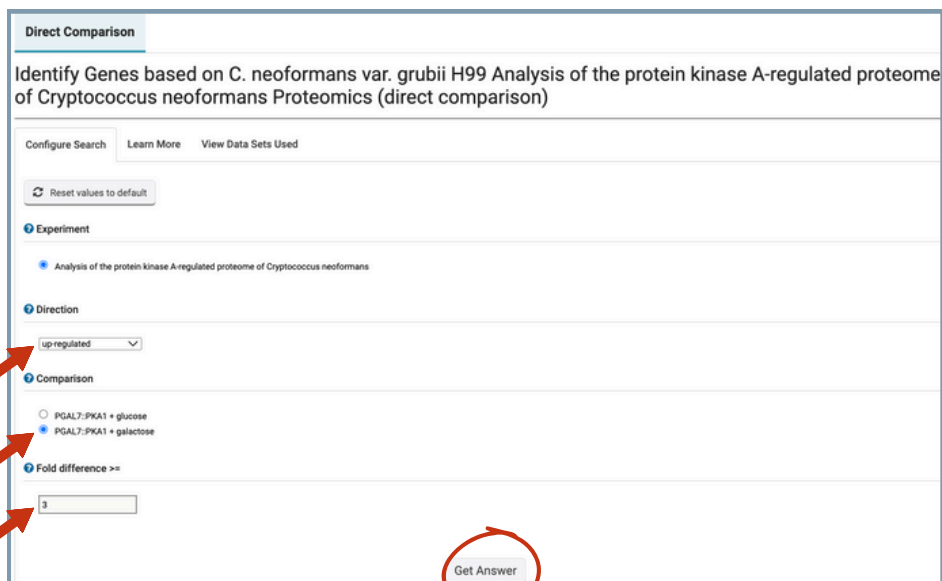 Direct Comparison
Identify Genes based on C. neoformans var. grubii H99 Analysis of the protein kinase A-regulated proteome
of Cryptococcus neoformans Proteomics (direct comparison)
Configure Search Learn More View Data Sets Used
Reset values to default
Experiment
Analysis of the protein kinase A-regulated proteome of Cryptococcus neoformans
Direction
up-regulated
Comparison
PGAL7::PKA1 + glucose
PGAL7::PKA1 + galactose
Fold difference >=
3
Get Answer